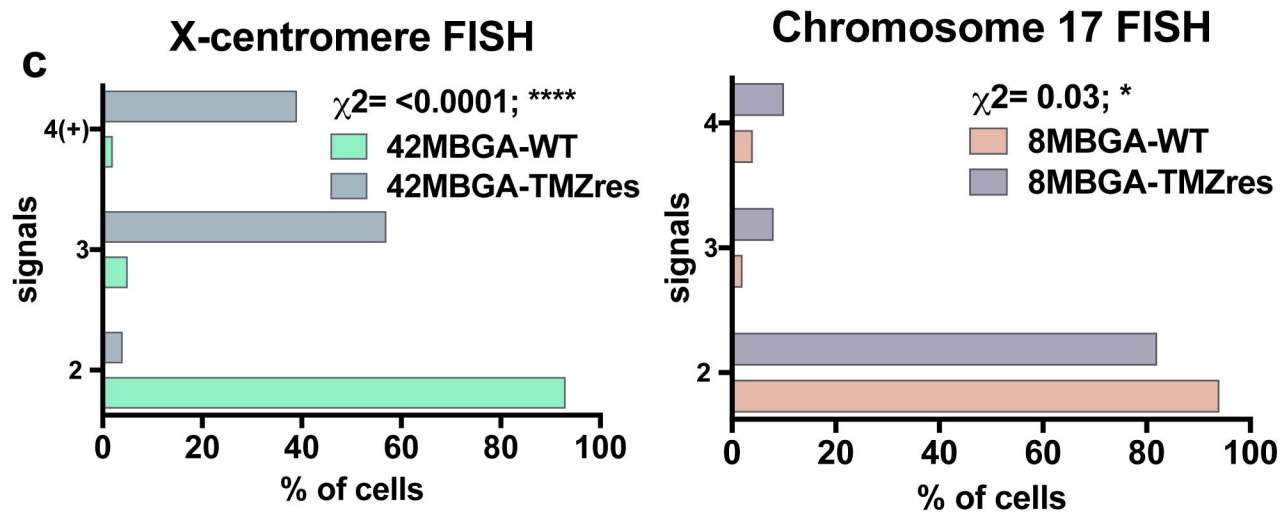 c
X-centromere FISH
χ2= <0.0001; ****
42MBGA-WT
42MBGA-TMZres
signals
4(+)
3
2
0 20 40 60 80 100
% of cells
Chromosome 17 FISH
χ2= 0.03; *
8MBGA-WT
8MBGA-TMZres
signals
4
3
2
0 20 40 60 80 100
% of cells